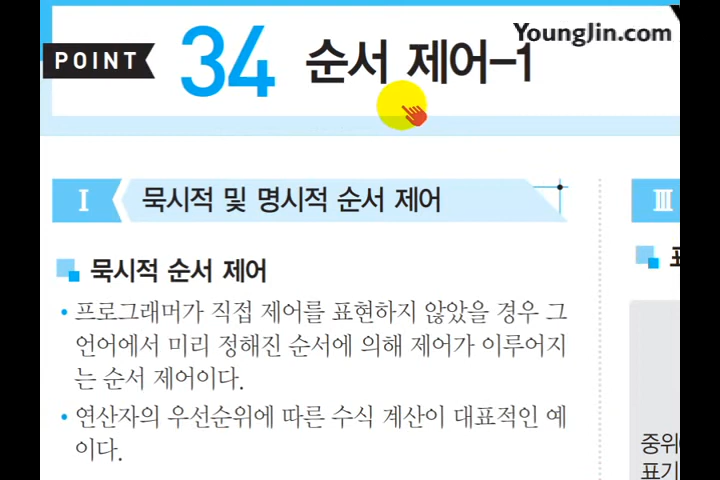 YoungJin.com
POINT 34 순서 제어-1
Ⅰ 묵시적 및 명시적 순서 제어
묵시적 순서 제어
• 프로그래머가 직접 제어를 표현하지 않았을 경우 그
언어에서 미리 정해진 순서에 의해 제어가 이루어지
는 순서 제어이다.
• 연산자의 우선순위에 따른 수식 계산이 대표적인 예
이다.
Ⅲ
표기